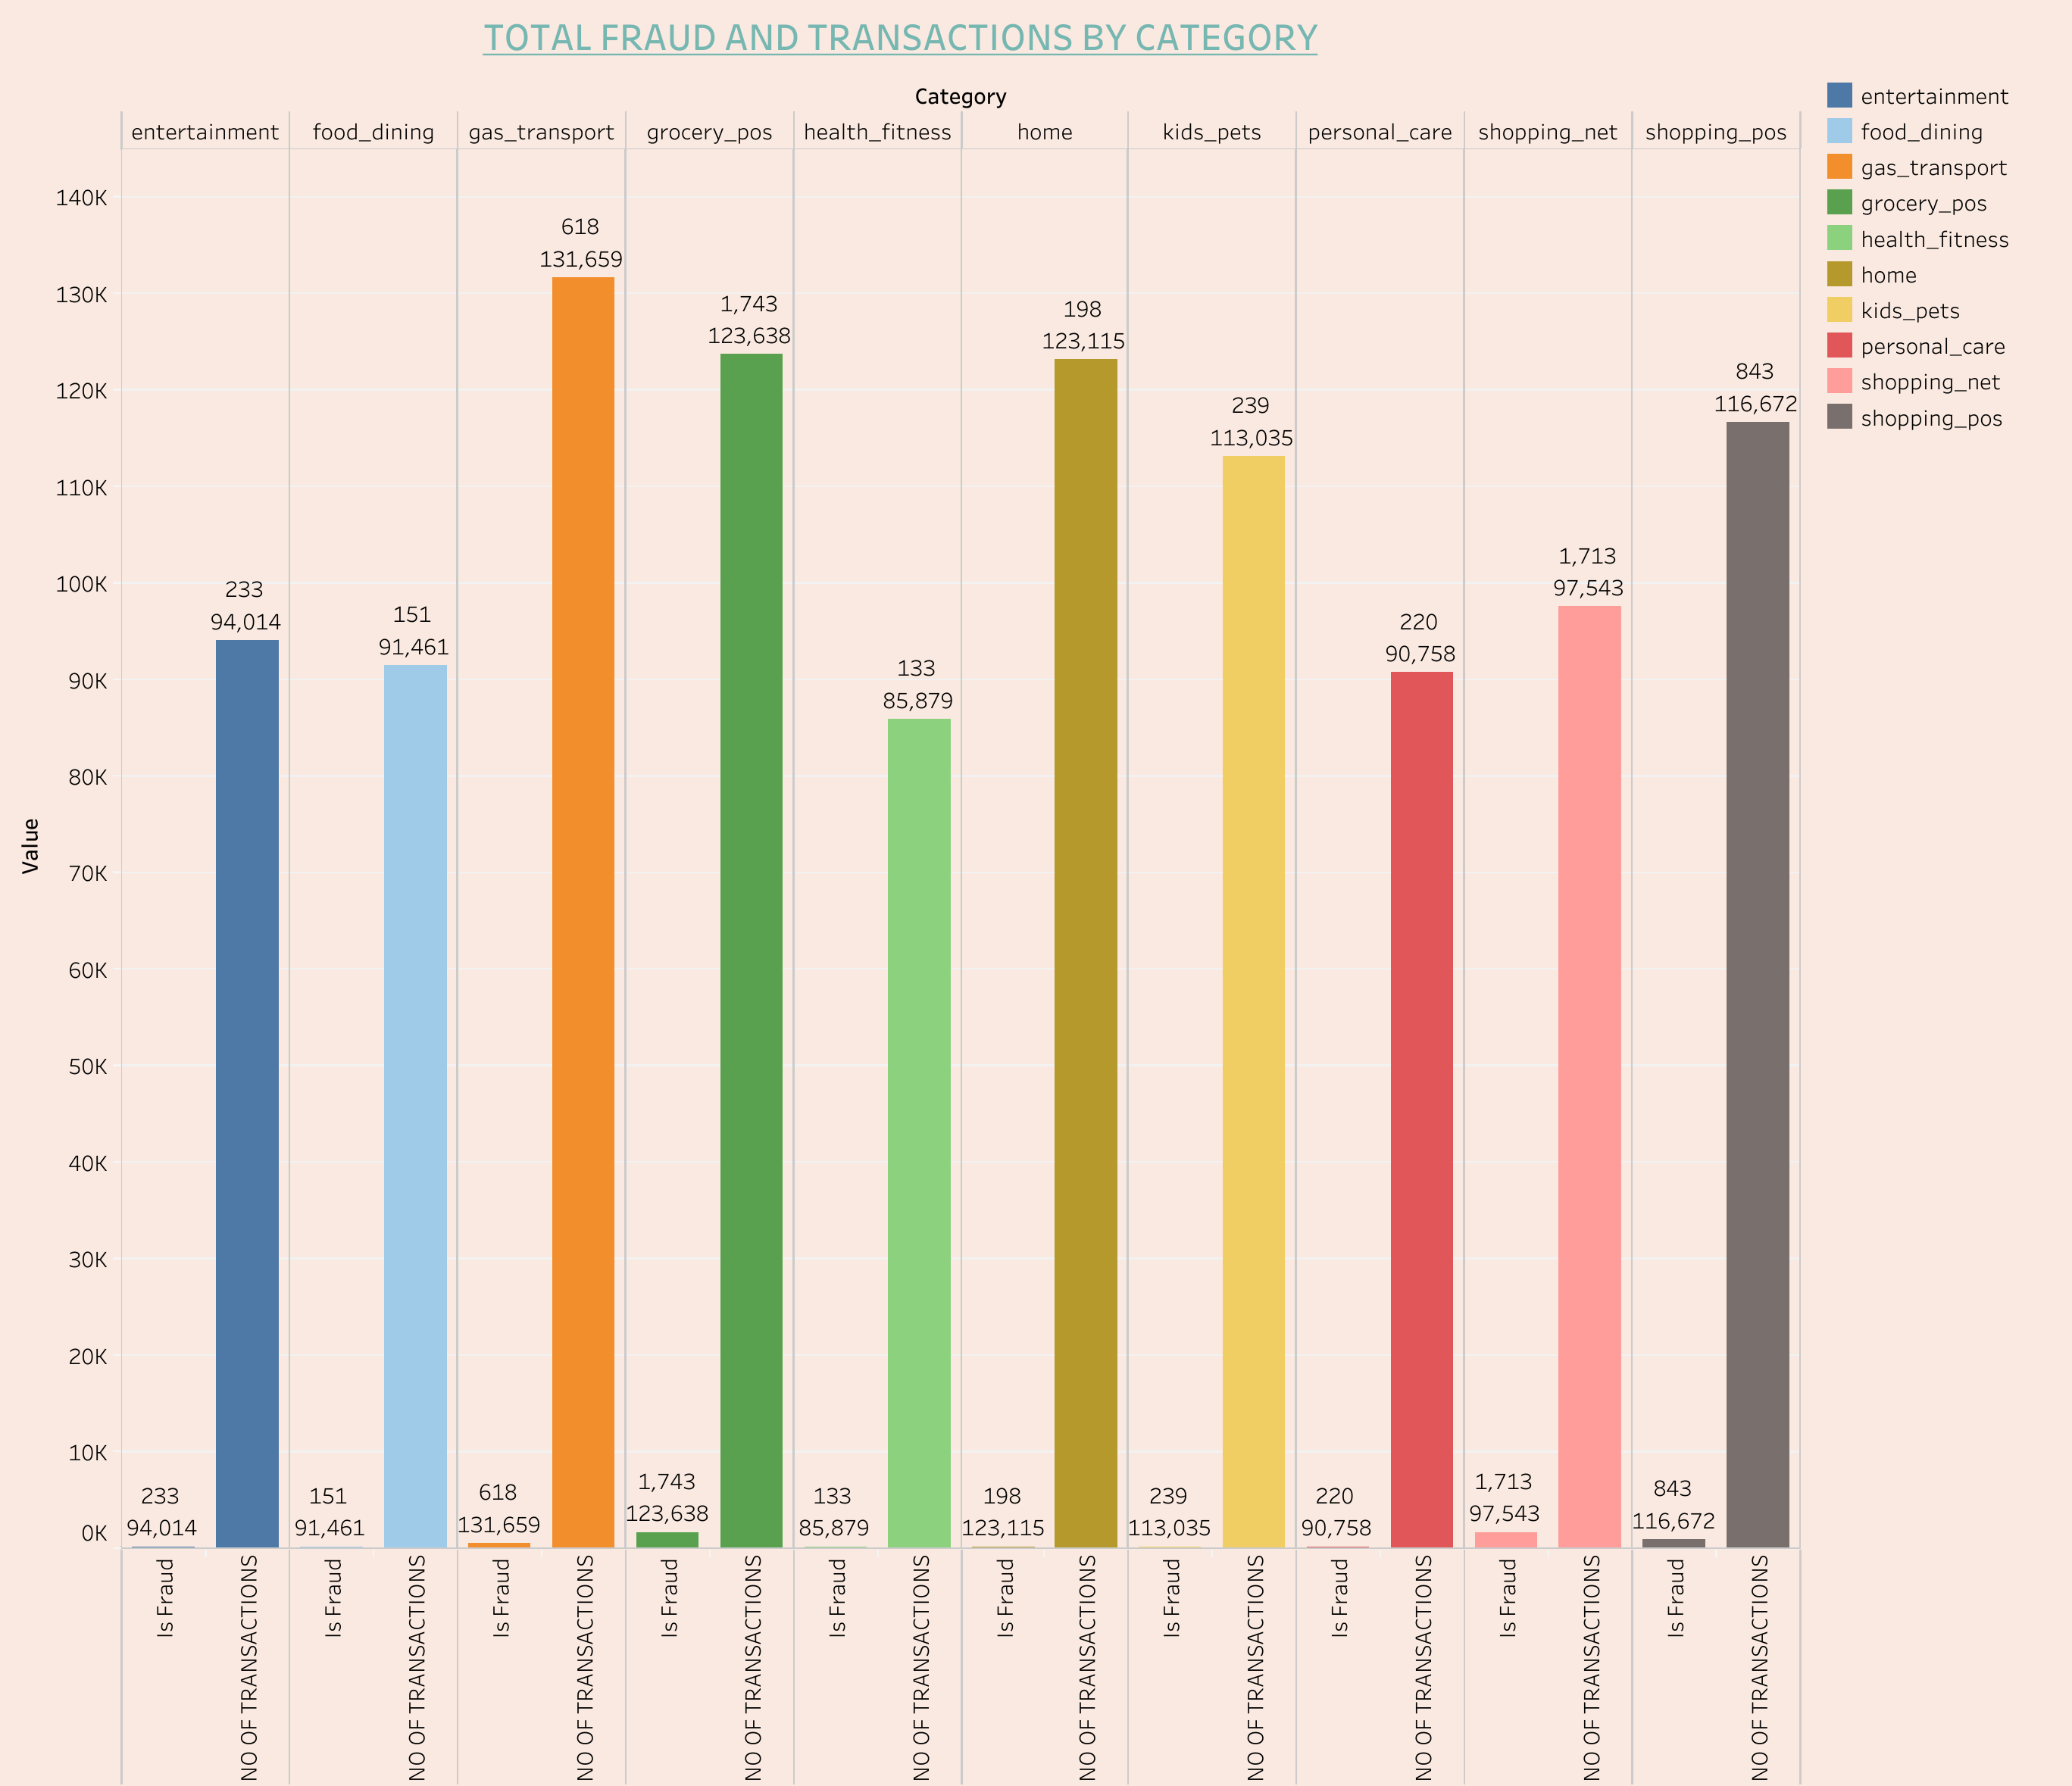 TOTAL FRAUD AND TRANSACTIONS BY CATEGORY
Category
entertainment food_dining gas_transport grocery_pos health_fitness home kids_pets personal_care shopping_net shopping_pos
entertainment
food_dining
gas_transport
grocery_pos
health_fitness
home
kids_pets
personal_care
shopping_net
shopping_pos
Value
140K
130K
120K
110K
100K
90K
80K
70K
60K
50K
40K
30K
20K
10K
0K
233
94,014
151
91,461
618
131,659
1,743
123,638
133
85,879
198
123,115
239
113,035
220
90,758
1,713
97,543
843
116,672
233
94,014
151
91,461
618
131,659
1,743
123,638
133
85,879
198
123,115
239
113,035
220
90,758
1,713
97,543
843
116,672
Is Fraud
NO OF TRANSACTIONS
Is Fraud
NO OF TRANSACTIONS
Is Fraud
NO OF TRANSACTIONS
Is Fraud
NO OF TRANSACTIONS
Is Fraud
NO OF TRANSACTIONS
Is Fraud
NO OF TRANSACTIONS
Is Fraud
NO OF TRANSACTIONS
Is Fraud
NO OF TRANSACTIONS
Is Fraud
NO OF TRANSACTIONS
Is Fraud
NO OF TRANSACTIONS